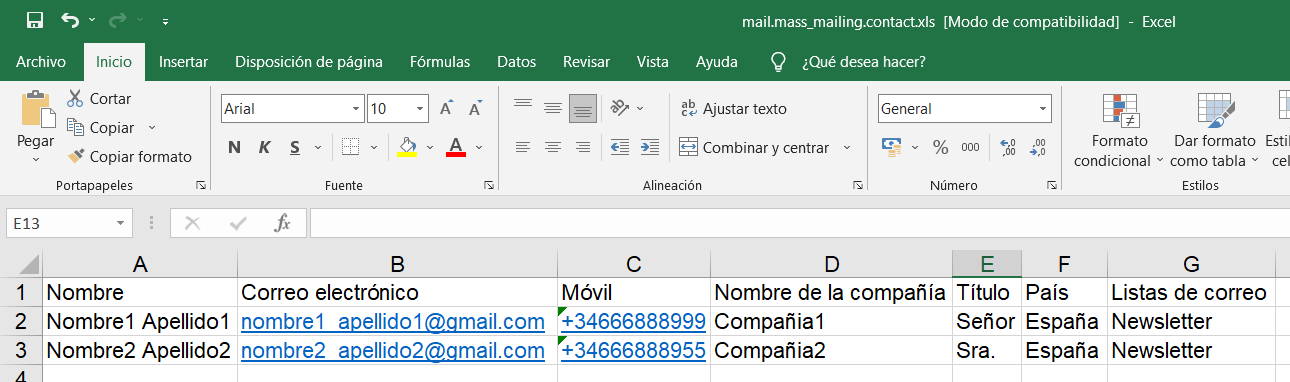 mail.mass_mailing.contact.xls [Modo de compatibilidad] - Excel
Archivo Inicio Insertar Disposición de página Fórmulas Datos Revisar Vista Ayuda ¿Qué desea hacer?
Pegar
Cortar
Copiar
Copiar formato
Portapapeles
Arial 10 A A
N K S A
Fuente
ab Ajustar texto
Combinar y centrar
Alineación
General
% 000 ,00 ,00
Número
Formato condicional
Dar formato como tabla
Estil
cel
Estilos
E13 fx
A B C D E F G
1 Nombre Correo electrónico Móvil Nombre de la compañía Título País Listas de correo
2 Nombre1 Apellido1 nombre1_apellido1@gmail.com +34666888999 Compañia1 Señor España Newsletter
3 Nombre2 Apellido2 nombre2_apellido2@gmail.com +34666888955 Compañia2 Sra. España Newsletter
4